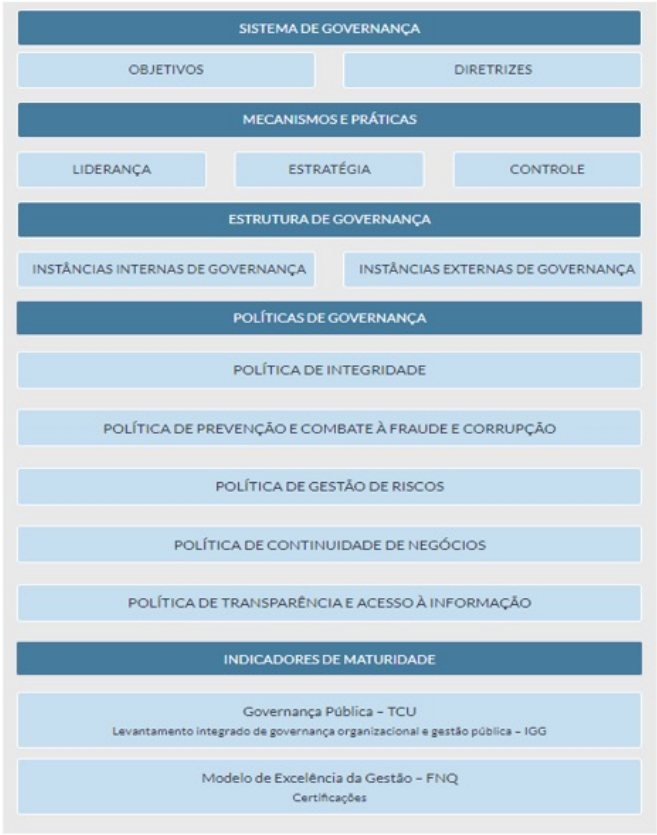 SISTEMA DE GOVERNANÇA
OBJETIVOS
DIRETRIZES
MECANISMOS E PRÁTICAS
LIDERANÇA
ESTRATÉGIA
CONTROLE
ESTRUTURA DE GOVERNANÇA
INSTÂNCIAS INTERNAS DE GOVERNANÇA
INSTÂNCIAS EXTERNAS DE GOVERNANÇA
POLÍTICAS DE GOVERNANÇA
POLÍTICA DE INTEGRIDADE
POLÍTICA DE PREVENÇÃO E COMBATE À FRAUDE E CORRUPÇÃO
POLÍTICA DE GESTÃO DE RISCOS
POLÍTICA DE CONTINUIDADE DE NEGÓCIOS
POLÍTICA DE TRANSPARÊNCIA E ACESSO À INFORMAÇÃO
INDICADORES DE MATURIDADE
Governança Pública – TCU
Levantamento integrado de governança organizacional e gestão pública – IGG
Modelo de Excelência da Gestão – FNQ
Certificações